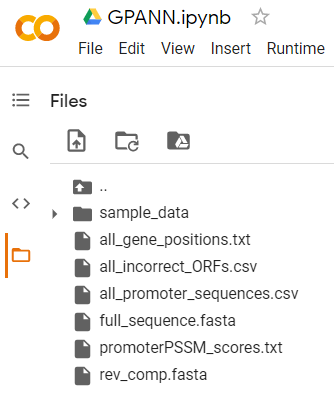 GPANN.ipynb
File Edit View Insert Runtime
Files
..
sample_data
all_gene_positions.txt
all_incorrect_ORFs.csv
all_promoter_sequences.csv
full_sequence.fasta
promoterPSSM_scores.txt
rev_comp.fasta